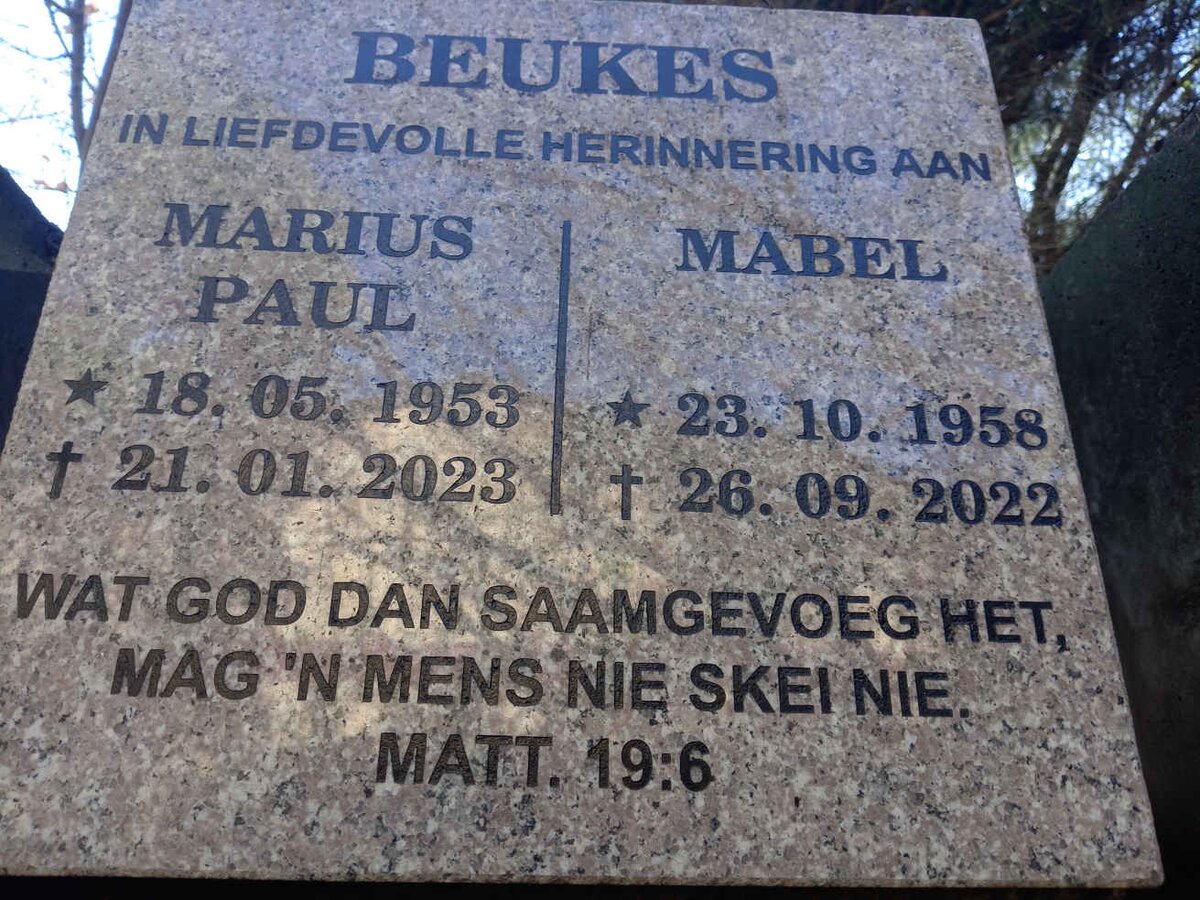 BEUKES
IN LIEFDEVOLLE HERINNERING AAN
MARIUS
PAUL
★ 18. 05. 1953
† 21. 01. 2023
MABEL
★ 23. 10. 1958
† 26. 09. 2022
WAT GOD DAN SAAMGEVOEG HET,
MAG 'N MENS NIE SKEI NIE.
MATT. 19:6